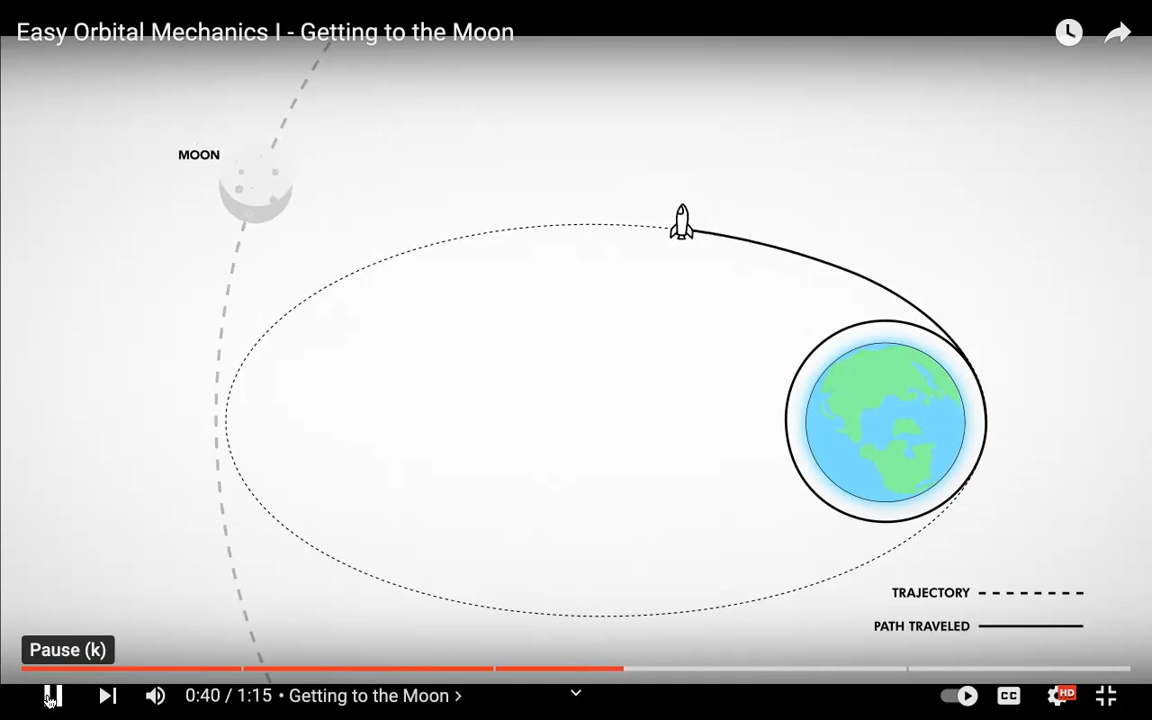 Easy Orbital Mechanics I - Getting to the Moon
MOON
TRAJECTORY
PATH TRAVELED
Pause (k)
0:40 / 1:15 • Getting to the Moon >
CC
HD